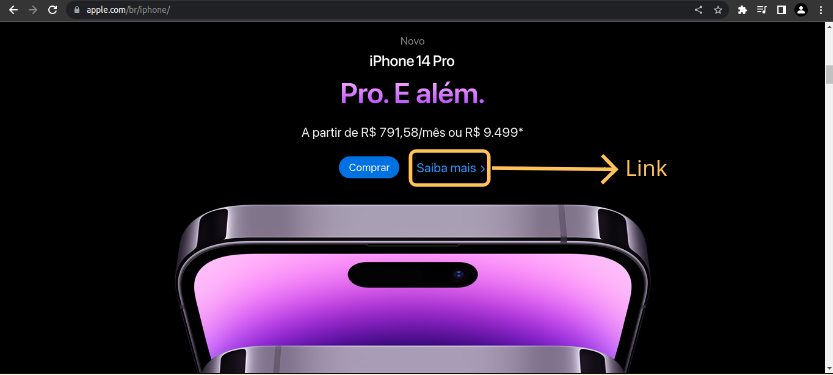 apple.com/br/iphone/
Novo
iPhone 14 Pro
Pro. E além.
A partir de R$ 791,58/mês ou R$ 9.499*
Comprar
Saiba mais >
Link